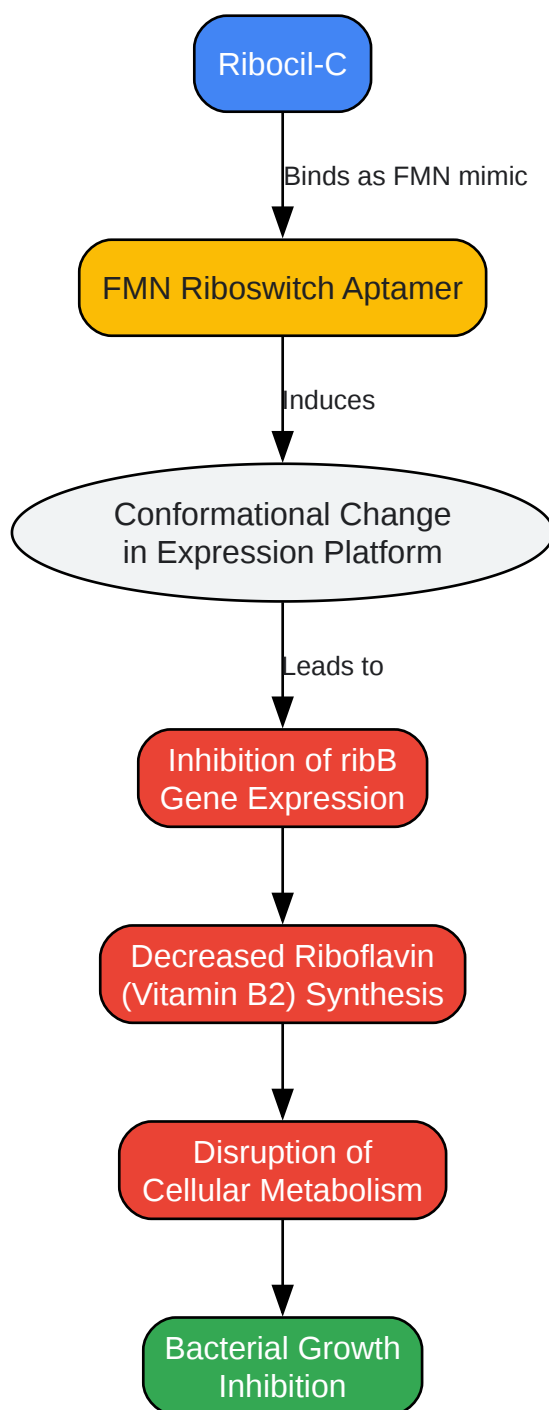 Ribocil-C
Binds as FMN mimic
FMN Riboswitch Aptamer
Induces
Conformational Change
in Expression Platform
Leads to
Inhibition of ribB
Gene Expression
Decreased Riboflavin
(Vitamin B2) Synthesis
Disruption of
Cellular Metabolism
Bacterial Growth
Inhibition